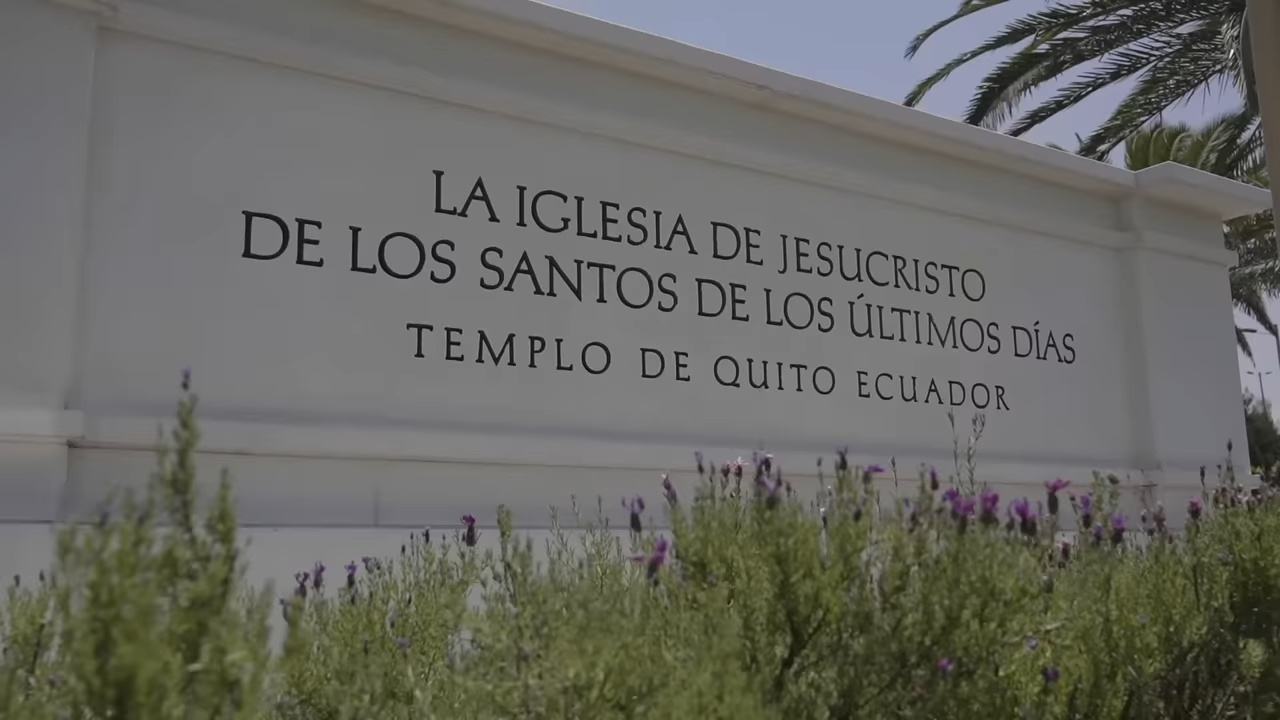 LA IGLESIA DE JESUCRISTO
DE LOS SANTOS DE LOS ÚLTIMOS DÍAS
TEMPLO DE QUITO ECUADOR